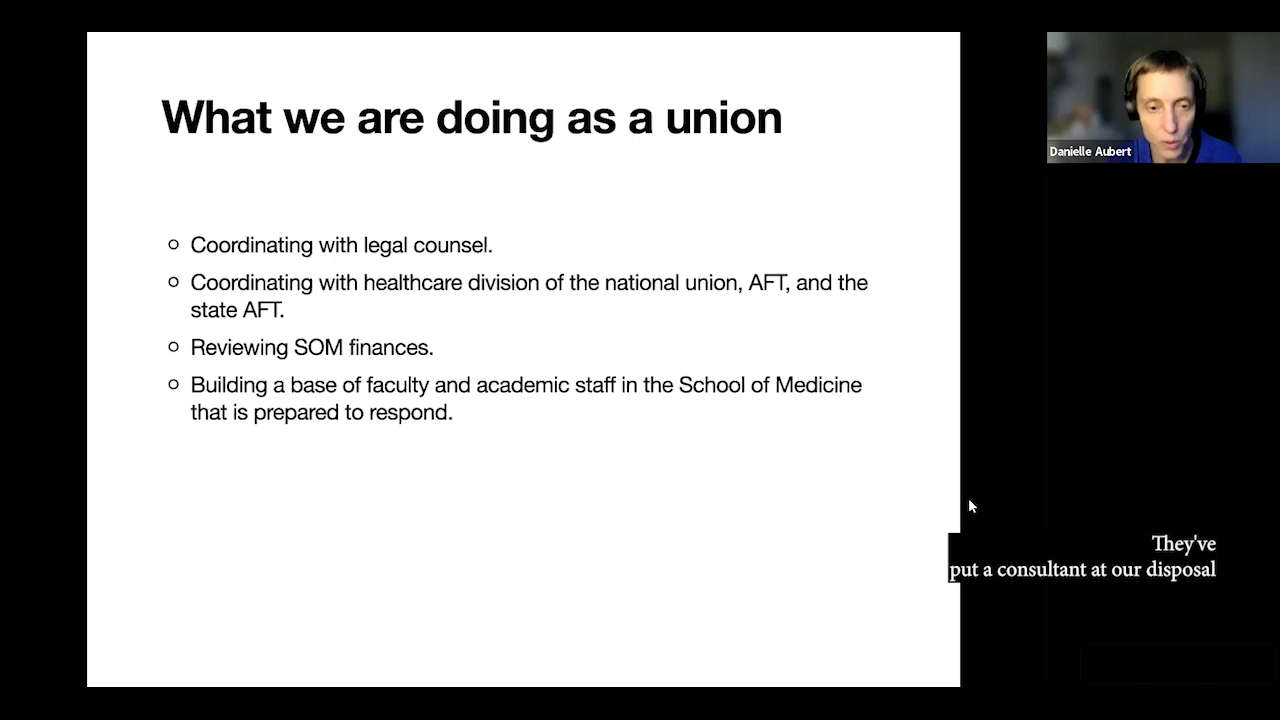 What we are doing as a union
Coordinating with legal counsel.
Coordinating with healthcare division of the national union, AFT, and the
state AFT.
Reviewing SOM finances.
Building a base of faculty and academic staff in the School of Medicine
that is prepared to respond.
Danielle Aubert
They've
put a consultant at our disposal